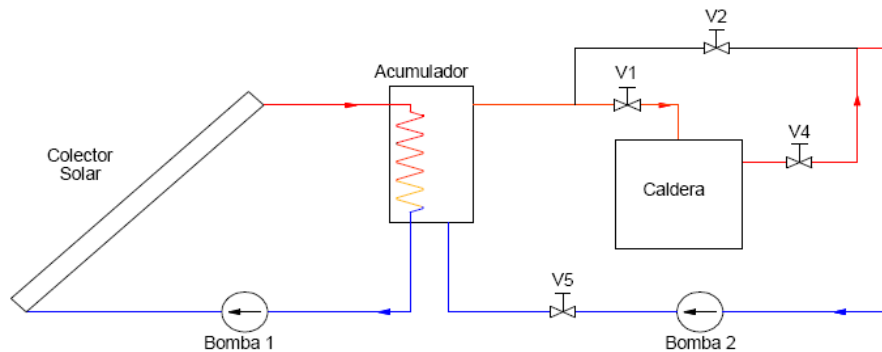 V2
Acumulador
V1
V4
Colector
Solar
Caldera
V5
Bomba 1
Bomba 2